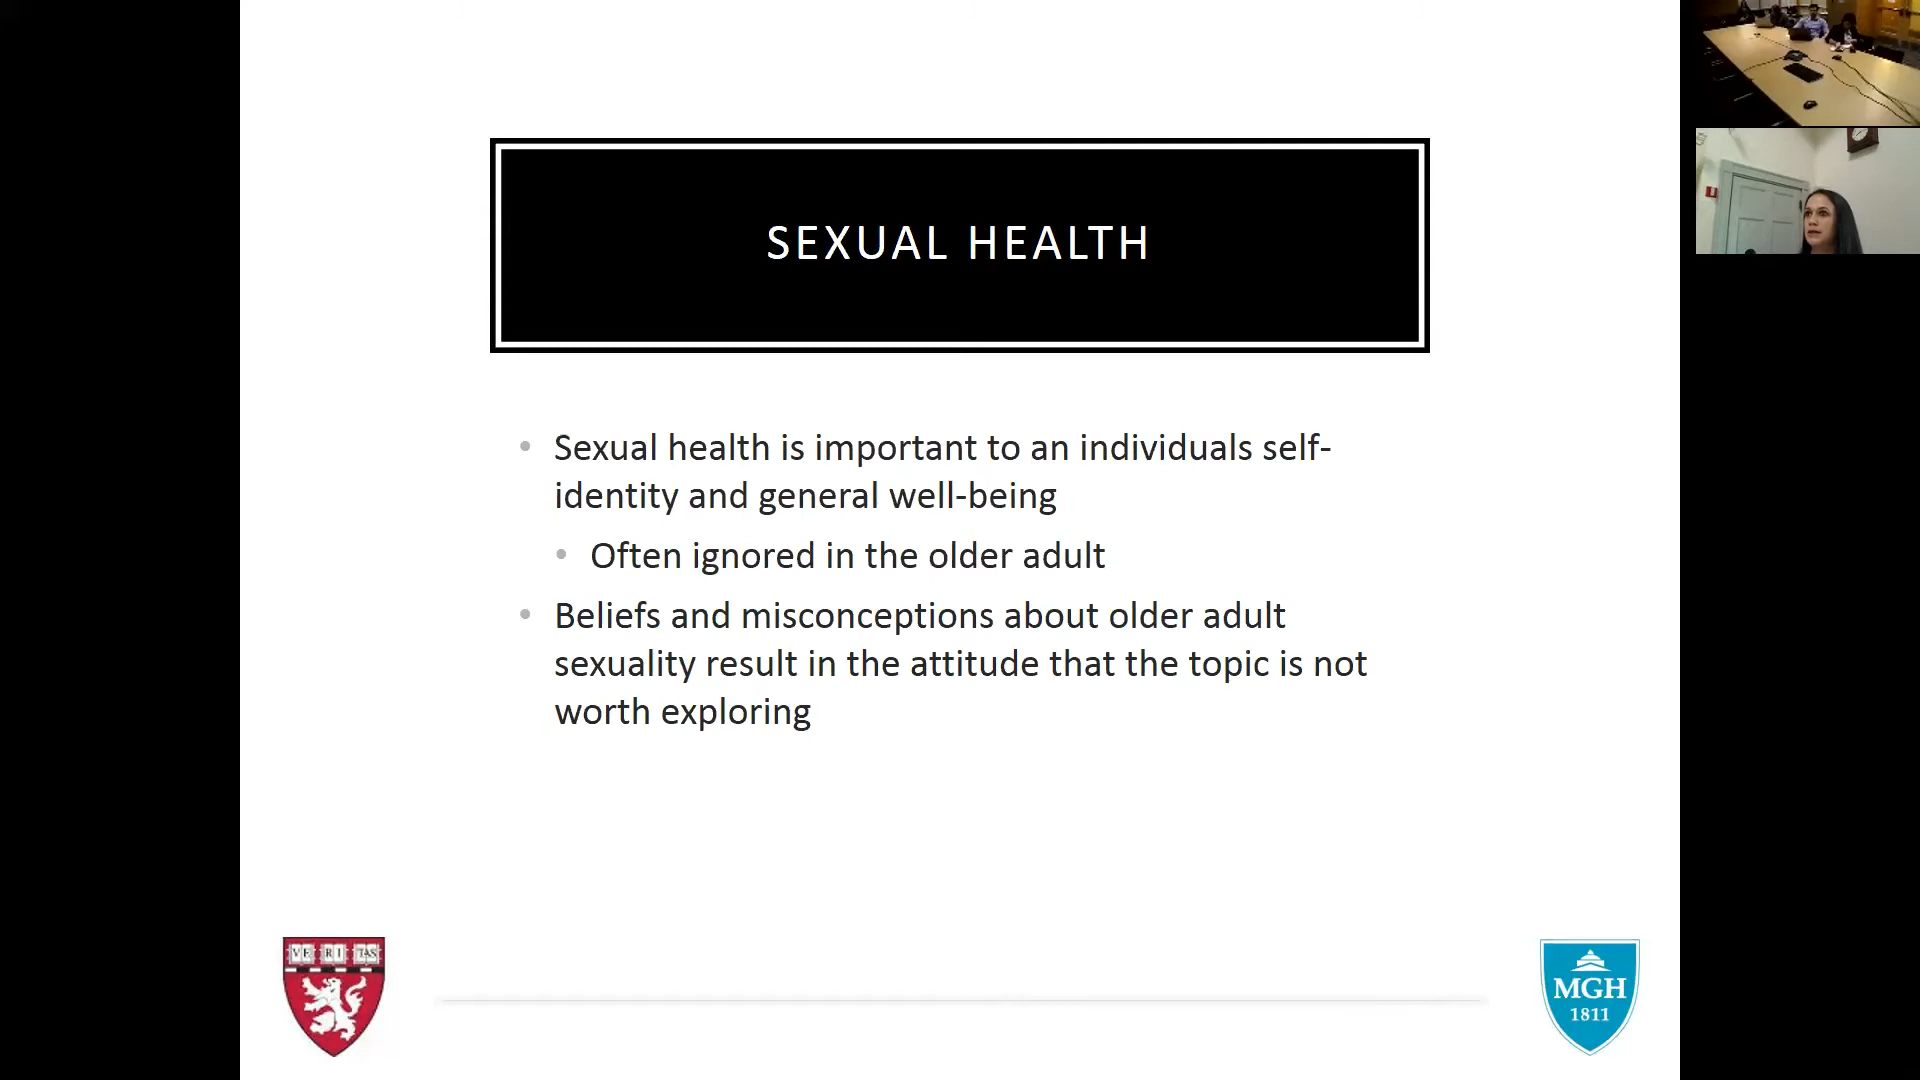 SEXUAL HEALTH
Sexual health is important to an individuals self-
identity and general well-being
Often ignored in the older adult
Beliefs and misconceptions about older adult
sexuality result in the attitude that the topic is not
worth exploring
VE RI TAS
MGH
1811